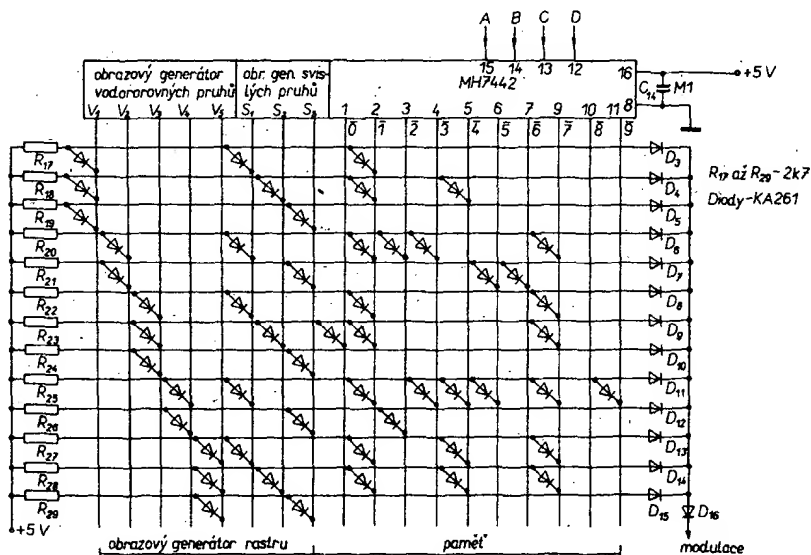 A B C D
15 14 13 12
obrazový generátor
vodorovných pruhů
obr. gen. svis-
lých pruhů
MH7442
16
8
+5 V
C14
M1
V1 V2 V3 V4 V5 S1 S2 S3
1 2 3 4 5 6 7 9 10 11
0 1 2 3 4 5 6 7 8 9
R17
R18
R19
R20
R21
R22
R23
R24
R25
R26
R27
R28
R29
D3
D4
D5
D6
D7
D8
D9
D10
D11
D12
D13
D14
D15
D16
R17 až R29 - 2k7
Diody - KA261
+5 V
obrazový generátor rastru
paměť
modulace